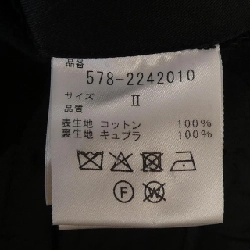 品番
578-2242010
サイズ
II
品質
表生地 コットン 100%
裏生地 キュプラ 100%
F W